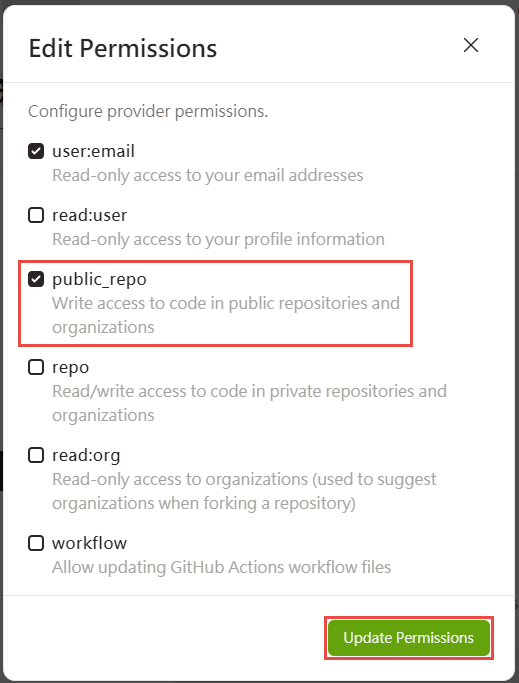 Edit Permissions
Configure provider permissions.
user:email
Read-only access to your email addresses
read:user
Read-only access to your profile information
public_repo
Write access to code in public repositories and
organizations
repo
Read/write access to code in private repositories and
organizations
read:org
Read-only access to organizations (used to suggest
organizations when forking a repository)
workflow
Allow updating GitHub Actions workflow files
Update Permissions